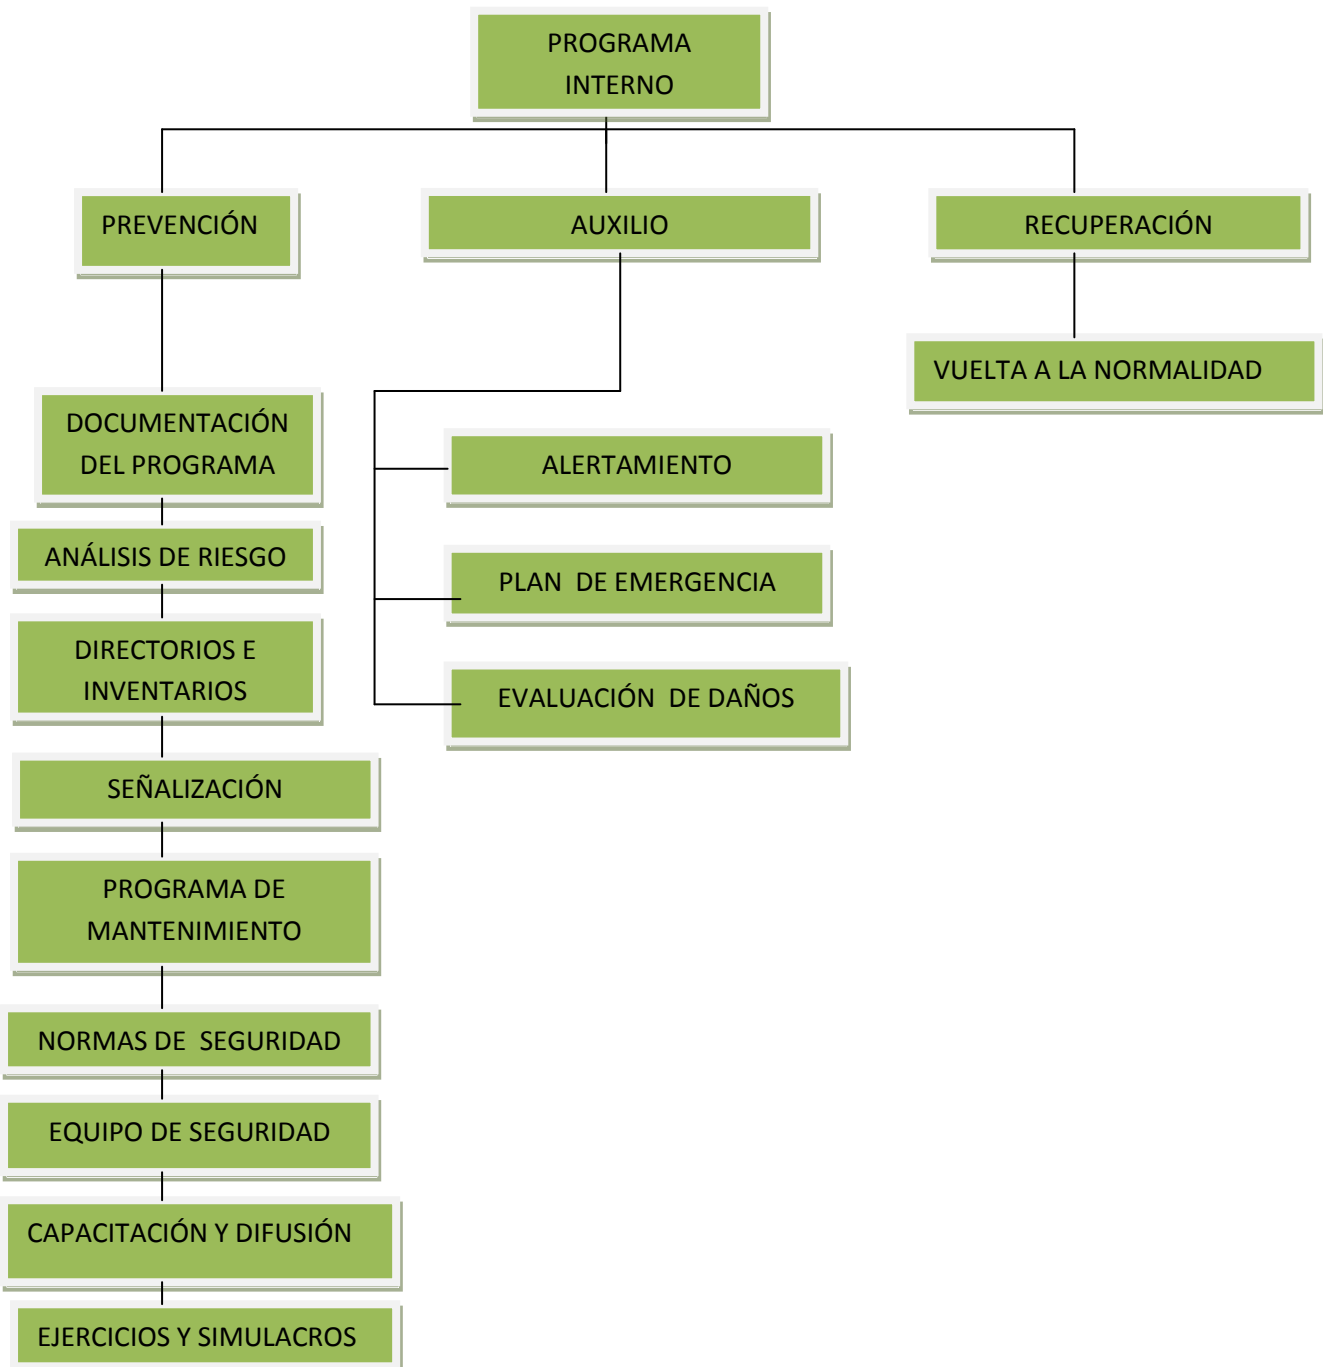 PROGRAMA
INTERNO
PREVENCIÓN
AUXILIO
RECUPERACIÓN
VUELTA A LA NORMALIDAD
DOCUMENTACIÓN
DEL PROGRAMA
ALERTAMIENTO
ANÁLISIS DE RIESGO
PLAN  DE EMERGENCIA
DIRECTORIOS E
INVENTARIOS
EVALUACIÓN  DE DAÑOS
SEÑALIZACIÓN
PROGRAMA DE
MANTENIMIENTO
NORMAS DE  SEGURIDAD
EQUIPO DE SEGURIDAD
CAPACITACIÓN Y DIFUSIÓN
EJERCICIOS Y SIMULACROS